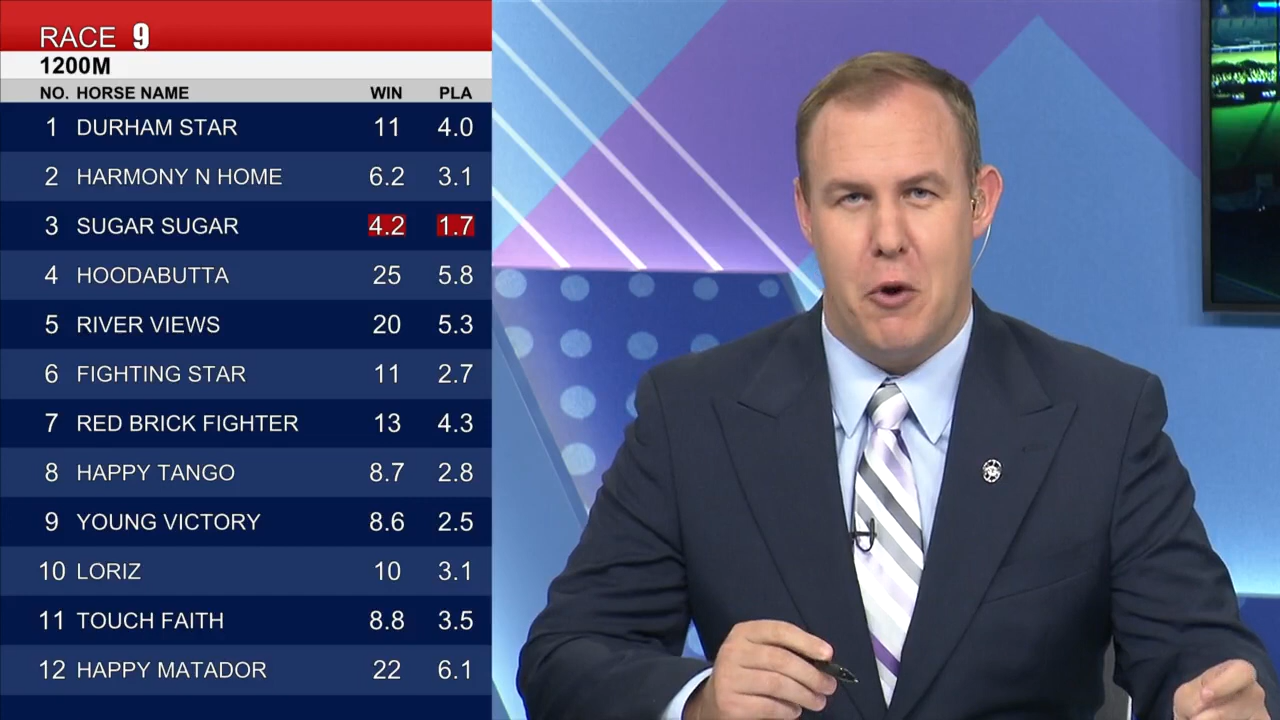 RACE 9
1200M
NO. HORSE NAME WIN PLA
1 DURHAM STAR 11 4.0
2 HARMONY N HOME 6.2 3.1
3 SUGAR SUGAR 4.2 1.7
4 HOODABUTTA 25 5.8
5 RIVER VIEWS 20 5.3
6 FIGHTING STAR 11 2.7
7 RED BRICK FIGHTER 13 4.3
8 HAPPY TANGO 8.7 2.8
9 YOUNG VICTORY 8.6 2.5
10 LORIZ 10 3.1
11 TOUCH FAITH 8.8 3.5
12 HAPPY MATADOR 22 6.1